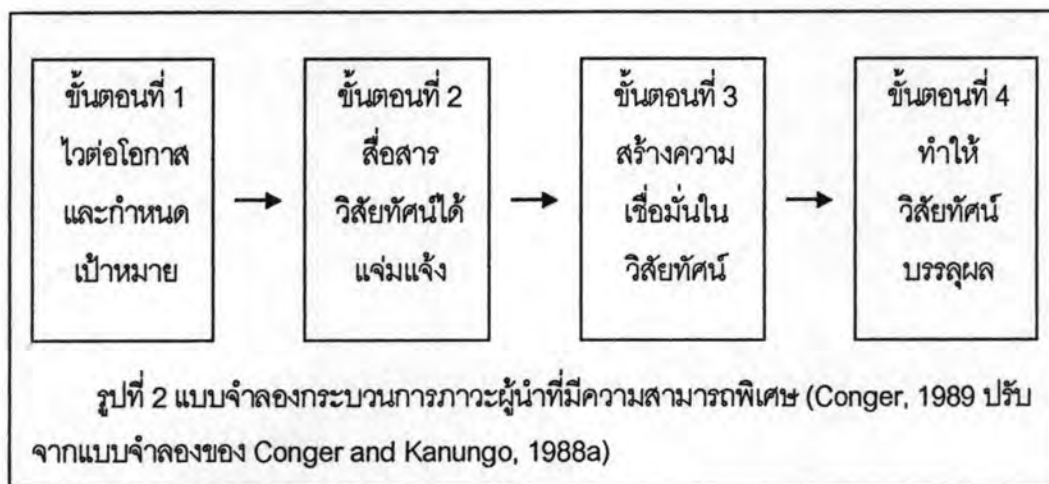 ขั้นตอนที่ 1
ไวต่อโอกาส
และกำหนด
เป้าหมาย
ขั้นตอนที่ 2
สื่อสาร
วิสัยทัศน์ได้
แจ่มแจ้ง
ขั้นตอนที่ 3
สร้างความ
เชื่อมั่นใน
วิสัยทัศน์
ขั้นตอนที่ 4
ทำให้
วิสัยทัศน์
บรรลุผล
รูปที่ 2 แบบจำลองกระบวนการภาวะผู้นำที่มีความสามารถพิเศษ (Conger, 1989 ปรับ
จากแบบจำลองของ Conger and Kanungo, 1988a)